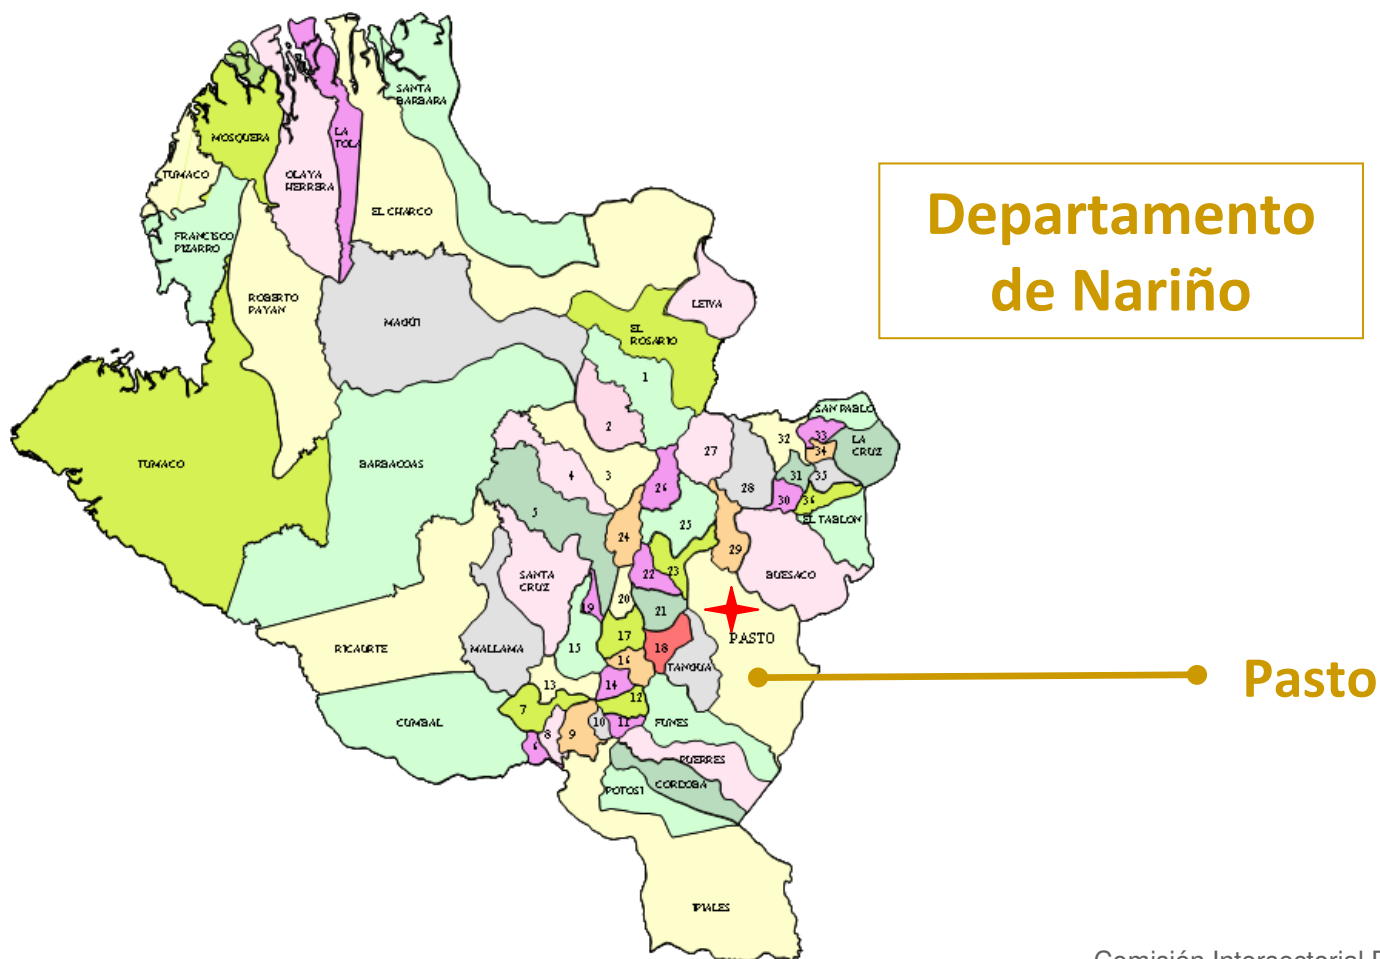 Departamento
de Nariño
SANTA
BARBARA
MOSQUERA
LA
TOLA
TUMACO
OLAYA
HERRERA
EL CHARCO
FRANCISCO
PIZARRO
ROBERTO
PAYAN
MAGÜI
LEIVA
EL
ROSARIO
1
2
SAN PABLO
32
33
LA
CRUZ
34
27
TUMACO
BARBACOAS
4
3
26
28
31
35
30
36
5
25
EL TABLON
24
29
22
23
BUESACO
SANTA
CRUZ
19
20
21
PASTO
17
18
RICAURTE
MALLAMA
15
16
TANGUA
Pasto
13
14
12
7
CUMBAL
10
11
FUNES
8
9
6
PUERRES
CORDOBA
POTOSI
IPIALES
Comisión Intersectorial